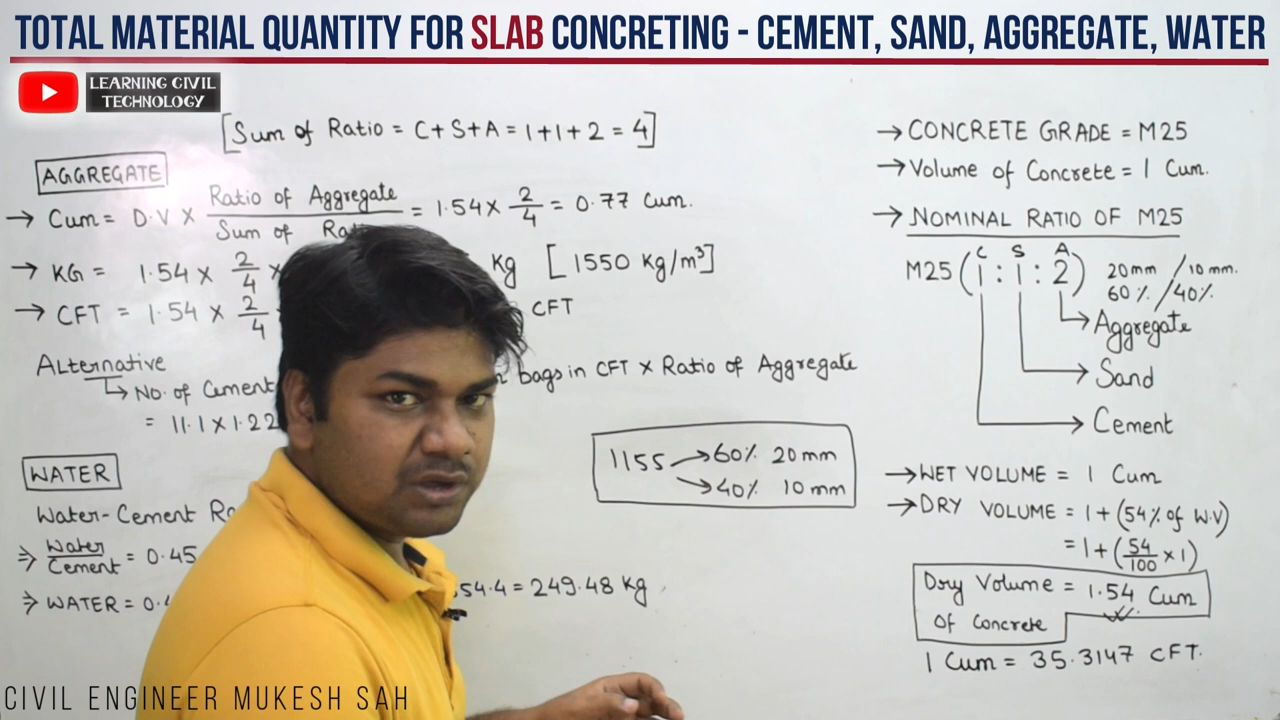 TOTAL MATERIAL QUANTITY FOR SLAB CONCRETING - CEMENT, SAND, AGGREGATE, WATER
LEARNING CIVIL
TECHNOLOGY
[Sum of Ratio = C+S+A = 1+1+2 = 4]
AGGREGATE
→ Cum = D.V × Ratio of Aggregate / Sum of = 1.54 × 2/4 = 0.77 Cum.
→ KG = 1.54 × 2/4 × kg [1550 kg/m³]
→ CFT = 1.54 × 2/4 CFT
Alternative
↳ No. of Cement bags in CFT × Ratio of Aggregate
= 11.1 × 1.22
1155 → 60% 20mm
→ 40% 10mm
WATER
Water-Cement
⇒ Water/Cement = 0.45
⇒ WATER = 54.4 = 249.48 kg
→ CONCRETE GRADE = M25
→ Volume of Concrete = 1 Cum.
→ NOMINAL RATIO OF M25
C S A
M25 (1:1:2) 20mm / 10mm.
60% / 40%.
Aggregate
Sand
Cement
→ WET VOLUME = 1 Cum
→ DRY VOLUME = 1 + (54% of W.V)
= 1 + (54/100 × 1)
Dry Volume = 1.54 Cum
Of Concrete
1 Cum = 35.3147 CFT.
CIVIL ENGINEER MUKESH SAH